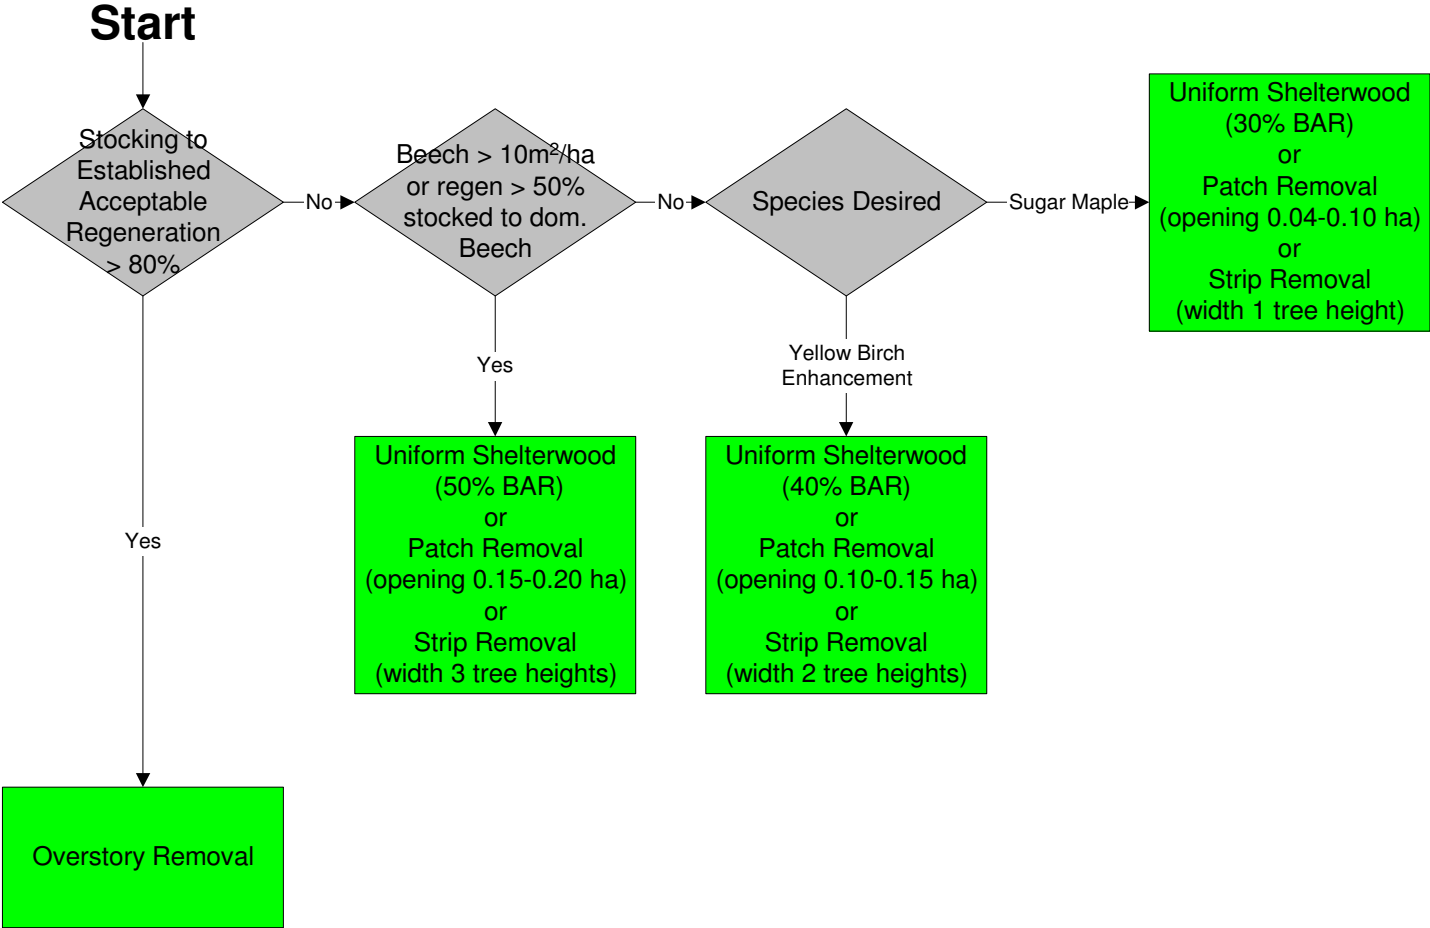 Start
Stocking to
Established
Acceptable
Regeneration
> 80%
No
Beech > 10m²/ha
or regen > 50%
stocked to dom.
Beech
No
Species Desired
Sugar Maple
Uniform Shelterwood
(30% BAR)
or
Patch Removal
(opening 0.04-0.10 ha)
or
Strip Removal
(width 1 tree height)
Yes
Yellow Birch
Enhancement
Uniform Shelterwood
(50% BAR)
or
Patch Removal
(opening 0.15-0.20 ha)
or
Strip Removal
(width 3 tree heights)
Uniform Shelterwood
(40% BAR)
or
Patch Removal
(opening 0.10-0.15 ha)
or
Strip Removal
(width 2 tree heights)
Yes
Overstory Removal